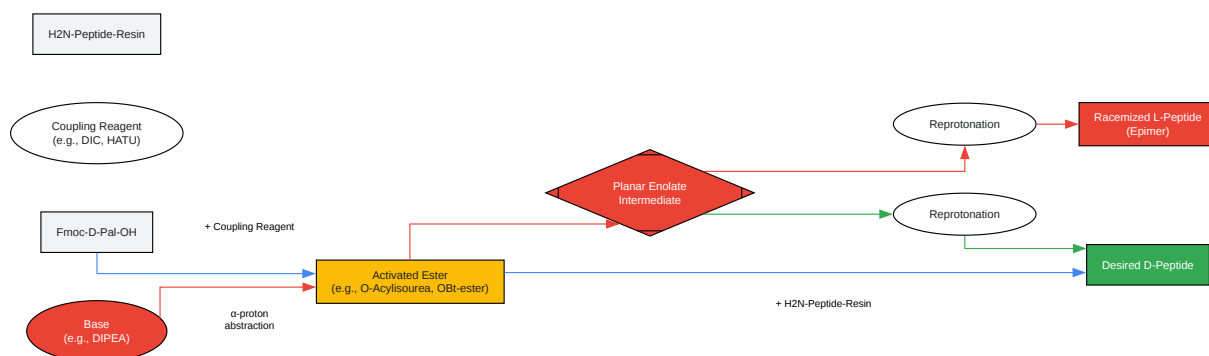 H2N-Peptide-Resin
Coupling Reagent
(e.g., DIC, HATU)
Reprotonation
Racemized L-Peptide
(Epimer)
Planar Enolate
Intermediate
Fmoc-D-Pal-OH
+ Coupling Reagent
Reprotonation
Activated Ester
(e.g., O-Acylisourea, OBt-ester)
Desired D-Peptide
Base
(e.g., DIPEA)
α-proton
abstraction
+ H2N-Peptide-Resin